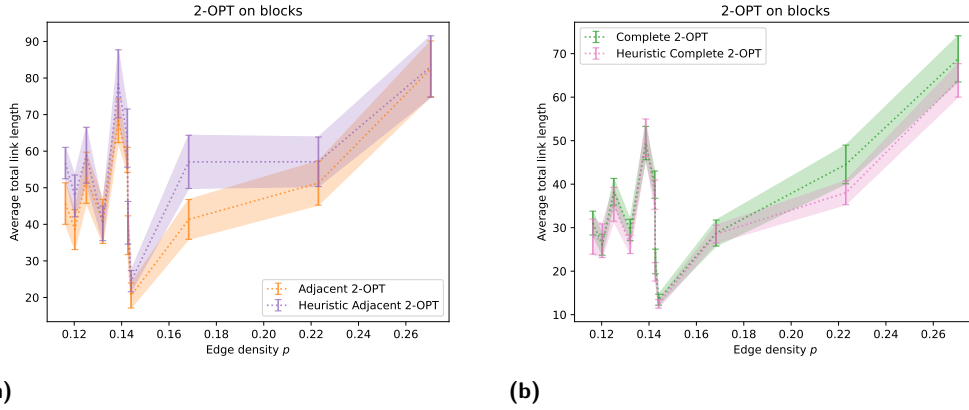 2-OPT on blocks
90
80
70
60
50
40
30
20
Average total link length
0.12 0.14 0.16 0.18 0.20 0.22 0.24 0.26
Edge density p
Adjacent 2-OPT
Heuristic Adjacent 2-OPT
2-OPT on blocks
Complete 2-OPT
Heuristic Complete 2-OPT
70
60
50
40
30
20
10
Average total link length
0.12 0.14 0.16 0.18 0.20 0.22 0.24 0.26
Edge density p
)
(b)